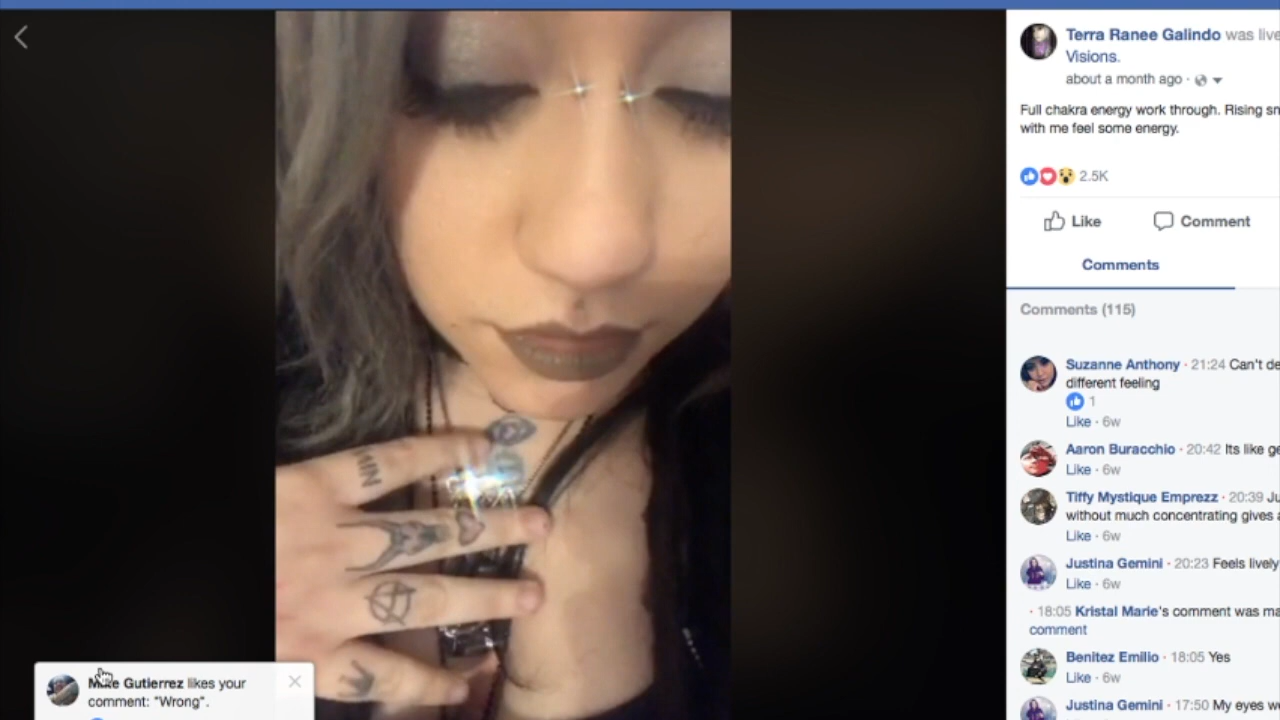 Terra Ranee Galindo was live
Visions.
about a month ago
Full chakra energy work through. Rising
with me feel some energy.
2.5K
Like
Comment
Comments
Comments (115)
Suzanne Anthony · 21:24 Can't
different feeling
1
Like · 6w
Aaron Buracchio · 20:42 Its like
Like · 6w
Tiffy Mystique Emprezz · 20:39
without much concentrating gives
Like · 6w
Justina Gemini · 20:23 Feels lively
Like · 6w
· 18:05 Kristal Marie's comment was
comment
Benitez Emilio · 18:05 Yes
Like · 6w
Justina Gemini · 17:50 My eyes
Mike Gutierrez likes your
comment: "Wrong".